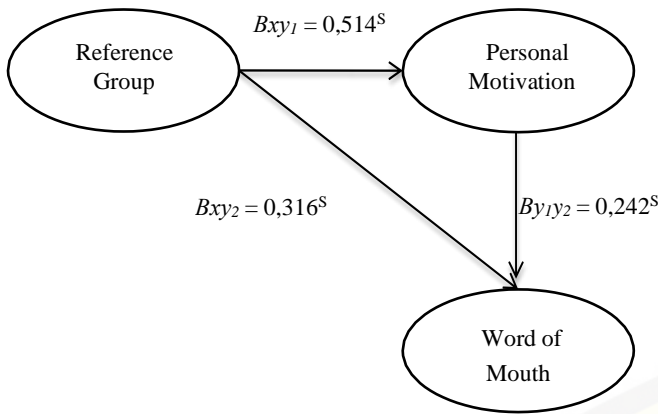 Bxy₁ = 0,514ˢ
Reference
Group
Personal
Motivation
Bxy₂ = 0,316ˢ
By₁y₂ = 0,242ˢ
Word of
Mouth